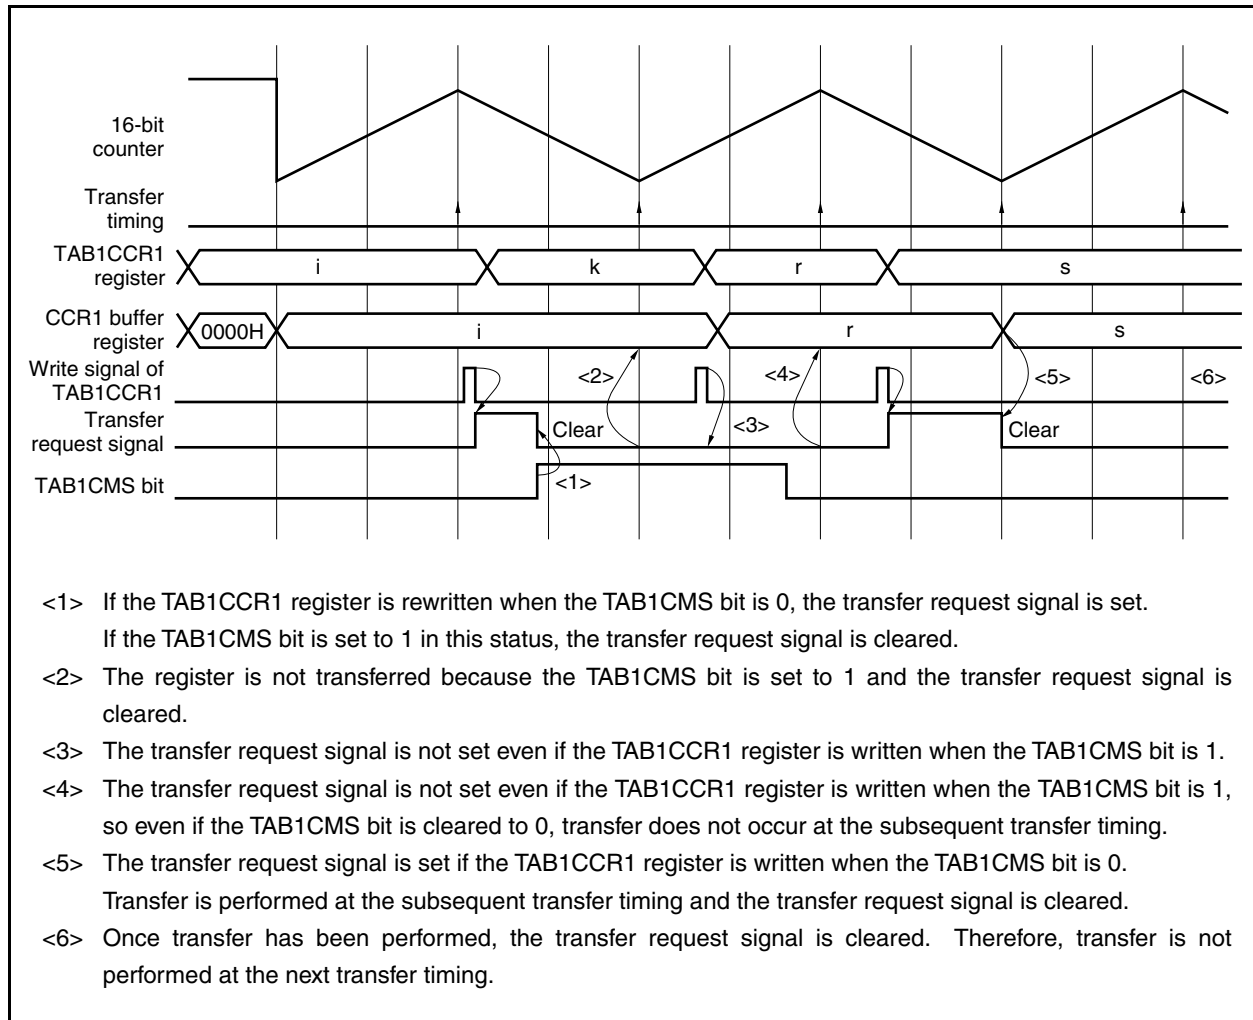 16-bit
counter
Transfer
timing
TAB1CCR1
register
i
k
r
s
CCR1 buffer
register
0000H
i
r
s
Write signal of
TAB1CCR1
<2>
<4>
<5>
<6>
Transfer
request signal
Clear
<3>
Clear
TAB1CMS bit
<1>
<1> If the TAB1CCR1 register is rewritten when the TAB1CMS bit is 0, the transfer request signal is set.
If the TAB1CMS bit is set to 1 in this status, the transfer request signal is cleared.
<2> The register is not transferred because the TAB1CMS bit is set to 1 and the transfer request signal is
cleared.
<3> The transfer request signal is not set even if the TAB1CCR1 register is written when the TAB1CMS bit is 1.
<4> The transfer request signal is not set even if the TAB1CCR1 register is written when the TAB1CMS bit is 1,
so even if the TAB1CMS bit is cleared to 0, transfer does not occur at the subsequent transfer timing.
<5> The transfer request signal is set if the TAB1CCR1 register is written when the TAB1CMS bit is 0.
Transfer is performed at the subsequent transfer timing and the transfer request signal is cleared.
<6> Once transfer has been performed, the transfer request signal is cleared. Therefore, transfer is not
performed at the next transfer timing.